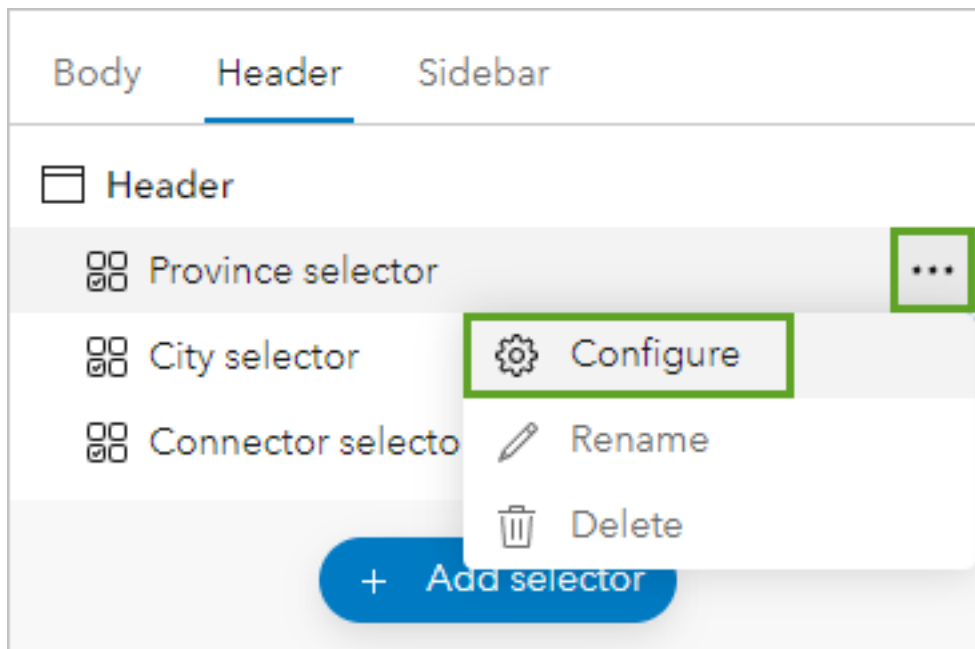 Body Header Sidebar
Header
Province selector
City selector
Configure
Connector selecto
Rename
Delete
+ Add selector